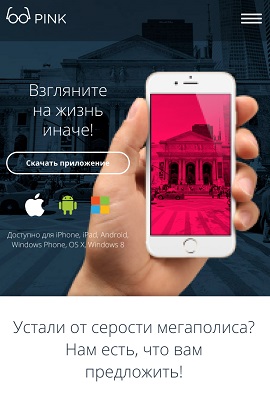 PINK
Взгляните
на жизнь
иначе!
Скачать приложение
Доступно для iPhone, iPad, Android,
Windows Phone, OS X, Windows 8
Устали от серости мегаполиса?
Нам есть, что вам
предложить!